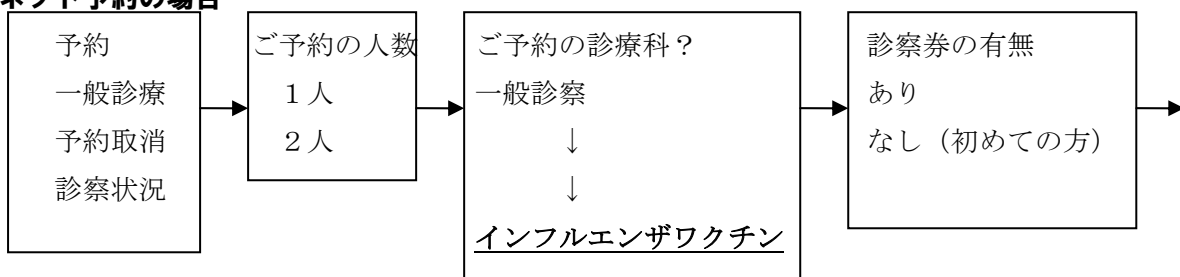 ネット予約の場合
予約
一般診療
予約取消
診察状況
ご予約の人数
１人
２人
ご予約の診療科？
一般診察
↓
↓
インフルエンザワクチン
診察券の有無
あり
なし（初めての方）